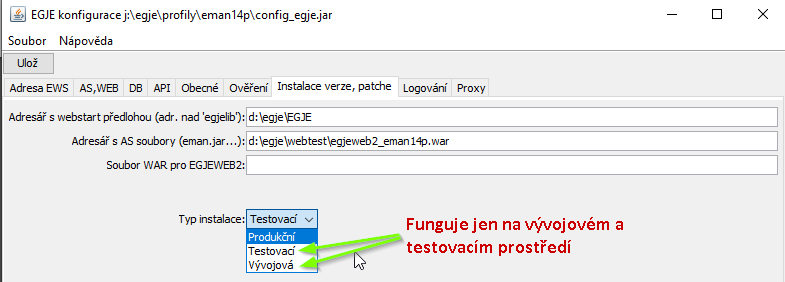 EGJE konfigurace j:\egje\profily\eman14p\config_egje.jar
Soubor Nápověda
Ulož
Adresa EWS AS,WEB DB API Obecné Ověření Instalace verze, patche Logování Proxy
Adresář s webstart předlohou (adr. nad 'egjelib'): d:\egje\EGJE
Adresář s AS soubory (eman.jar...): d:\egje\webtest\egjeweb2_eman14p.war
Soubor WAR pro EGJEWEB2:
Typ instalace: Testovací
Produkční
Testovací
Vývojová
Funguje jen na vývojovém a
testovacím prostředí